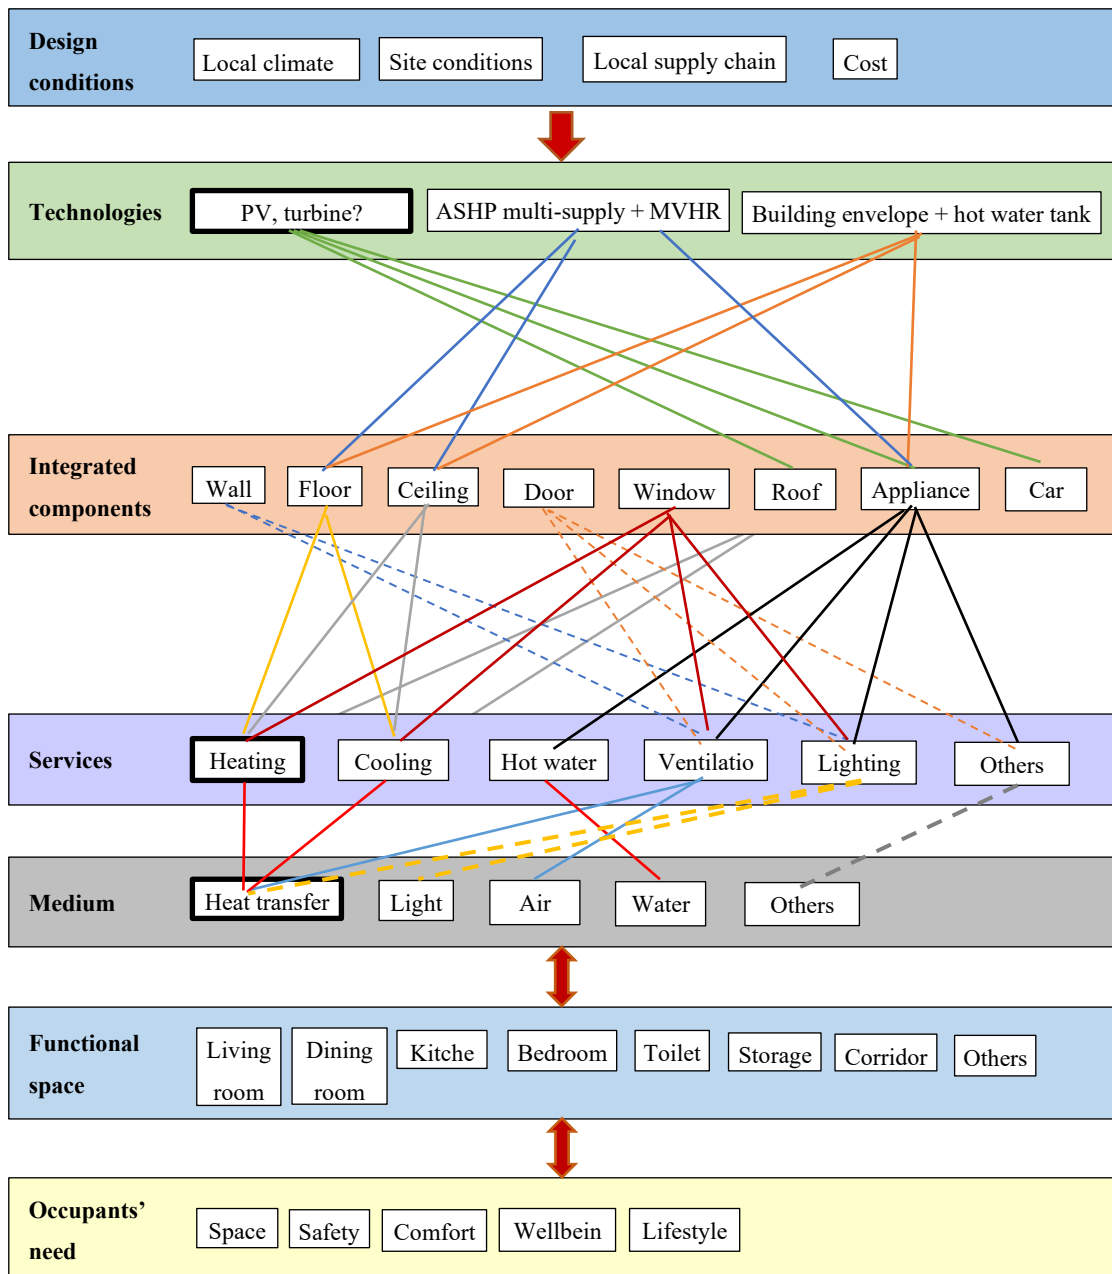 Design
conditions
Local climate
Site conditions
Local supply chain
Cost
Technologies
PV, turbine?
ASHP multi-supply + MVHR
Building envelope + hot water tank
Integrated
components
Wall
Floor
Ceiling
Door
Window
Roof
Appliance
Car
Services
Heating
Cooling
Hot water
Ventilatio
Lighting
Others
Medium
Heat transfer
Light
Air
Water
Others
Functional
space
Living
room
Dining
room
Kitche
Bedroom
Toilet
Storage
Corridor
Others
Occupants’
need
Space
Safety
Comfort
Wellbein
Lifestyle